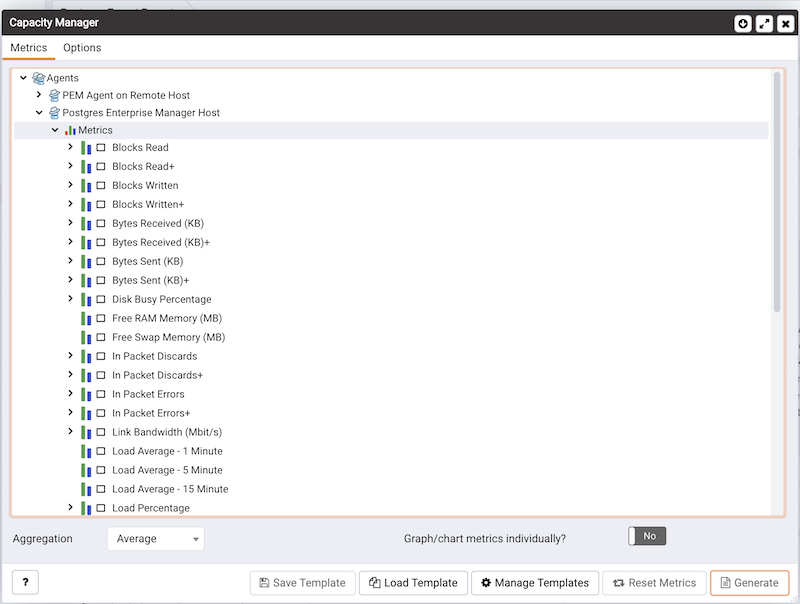 Capacity Manager
Metrics Options
Agents
PEM Agent on Remote Host
Postgres Enterprise Manager Host
Metrics
Blocks Read
Blocks Read+
Blocks Written
Blocks Written+
Bytes Received (KB)
Bytes Received (KB)+
Bytes Sent (KB)
Bytes Sent (KB)+
Disk Busy Percentage
Free RAM Memory (MB)
Free Swap Memory (MB)
In Packet Discards
In Packet Discards+
In Packet Errors
In Packet Errors+
Link Bandwidth (Mbit/s)
Load Average - 1 Minute
Load Average - 5 Minute
Load Average - 15 Minute
Load Percentage
Aggregation Average Graph/chart metrics individually? No
? Save Template Load Template Manage Templates Reset Metrics Generate